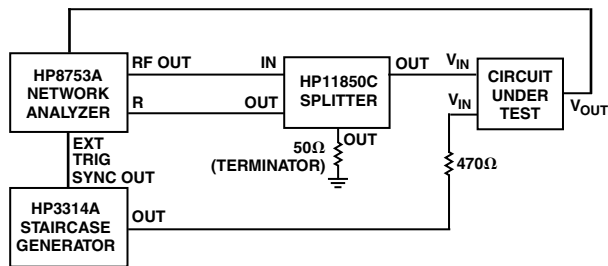 HP8753A
NETWORK
ANALYZER
RF OUT
IN
R
OUT
HP11850C
SPLITTER
OUT
V_IN
V_IN
CIRCUIT
UNDER
TEST
V_OUT
OUT
50Ω
(TERMINATOR)
470Ω
EXT
TRIG
SYNC OUT
HP3314A
STAIRCASE
GENERATOR
OUT